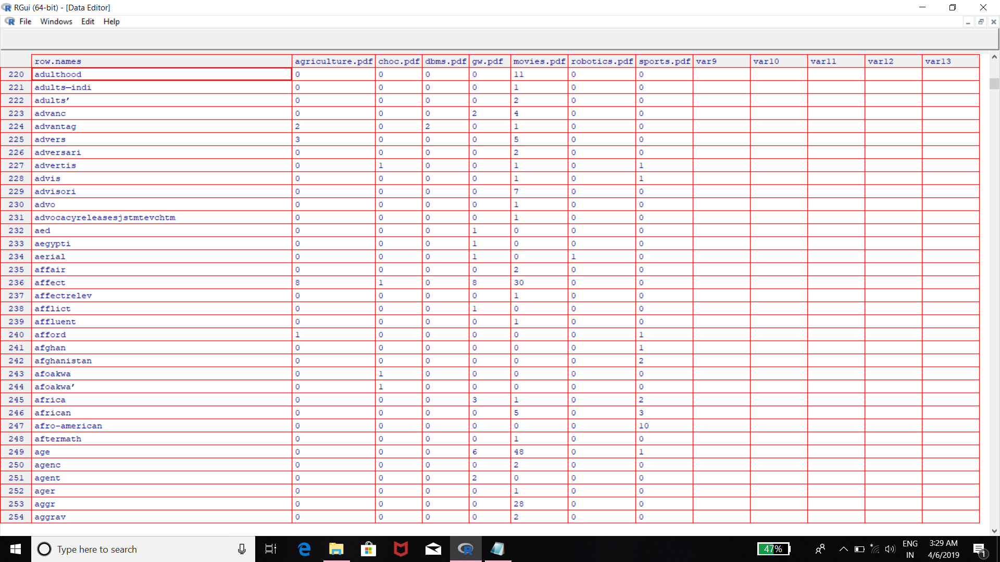 RGui (64-bit) - [Data Editor]
File Windows Edit Help
row.names agriculture.pdf choc.pdf dbms.pdf gw.pdf movies.pdf robotics.pdf sports.pdf var9 var10 var11 var12 var13
220 adulthood 0 0 0 0 11 0 0
221 adults—indi 0 0 0 0 1 0 0
222 adults’ 0 0 0 0 2 0 0
223 advanc 0 0 0 2 4 0 0
224 advantag 2 0 2 0 1 0 0
225 advers 3 0 0 0 5 0 0
226 adversari 0 0 0 0 2 0 0
227 advertis 0 1 0 0 1 0 1
228 advis 0 0 0 0 1 0 1
229 advisori 0 0 0 0 7 0 0
230 advo 0 0 0 0 1 0 0
231 advocacyreleasesjstmtevchtm 0 0 0 0 1 0 0
232 aed 0 0 0 1 0 0 0
233 aegypti 0 0 0 1 0 0 0
234 aerial 0 0 0 1 0 1 0
235 affair 0 0 0 0 2 0 0
236 affect 8 1 0 8 30 0 0
237 affectrelev 0 0 0 0 1 0 0
238 afflict 0 0 0 1 0 0 0
239 affluent 0 0 0 0 1 0 0
240 afford 1 0 0 0 0 0 1
241 afghan 0 0 0 0 0 0 1
242 afghanistan 0 0 0 0 0 0 2
243 afoakwa 0 1 0 0 0 0 0
244 afoakwa’ 0 1 0 0 0 0 0
245 africa 0 0 0 3 1 0 2
246 african 0 0 0 0 5 0 3
247 afro-american 0 0 0 0 0 0 10
248 aftermath 0 0 0 0 1 0 0
249 age 0 0 0 6 48 0 1
250 agenc 0 0 0 0 2 0 0
251 agent 0 0 0 2 0 0 0
252 ager 0 0 0 0 1 0 0
253 aggr 0 0 0 0 28 0 0
254 aggrav 0 0 0 0 2 0 0
Type here to search
47%
ENG
IN
3:29 AM
4/6/2019
1